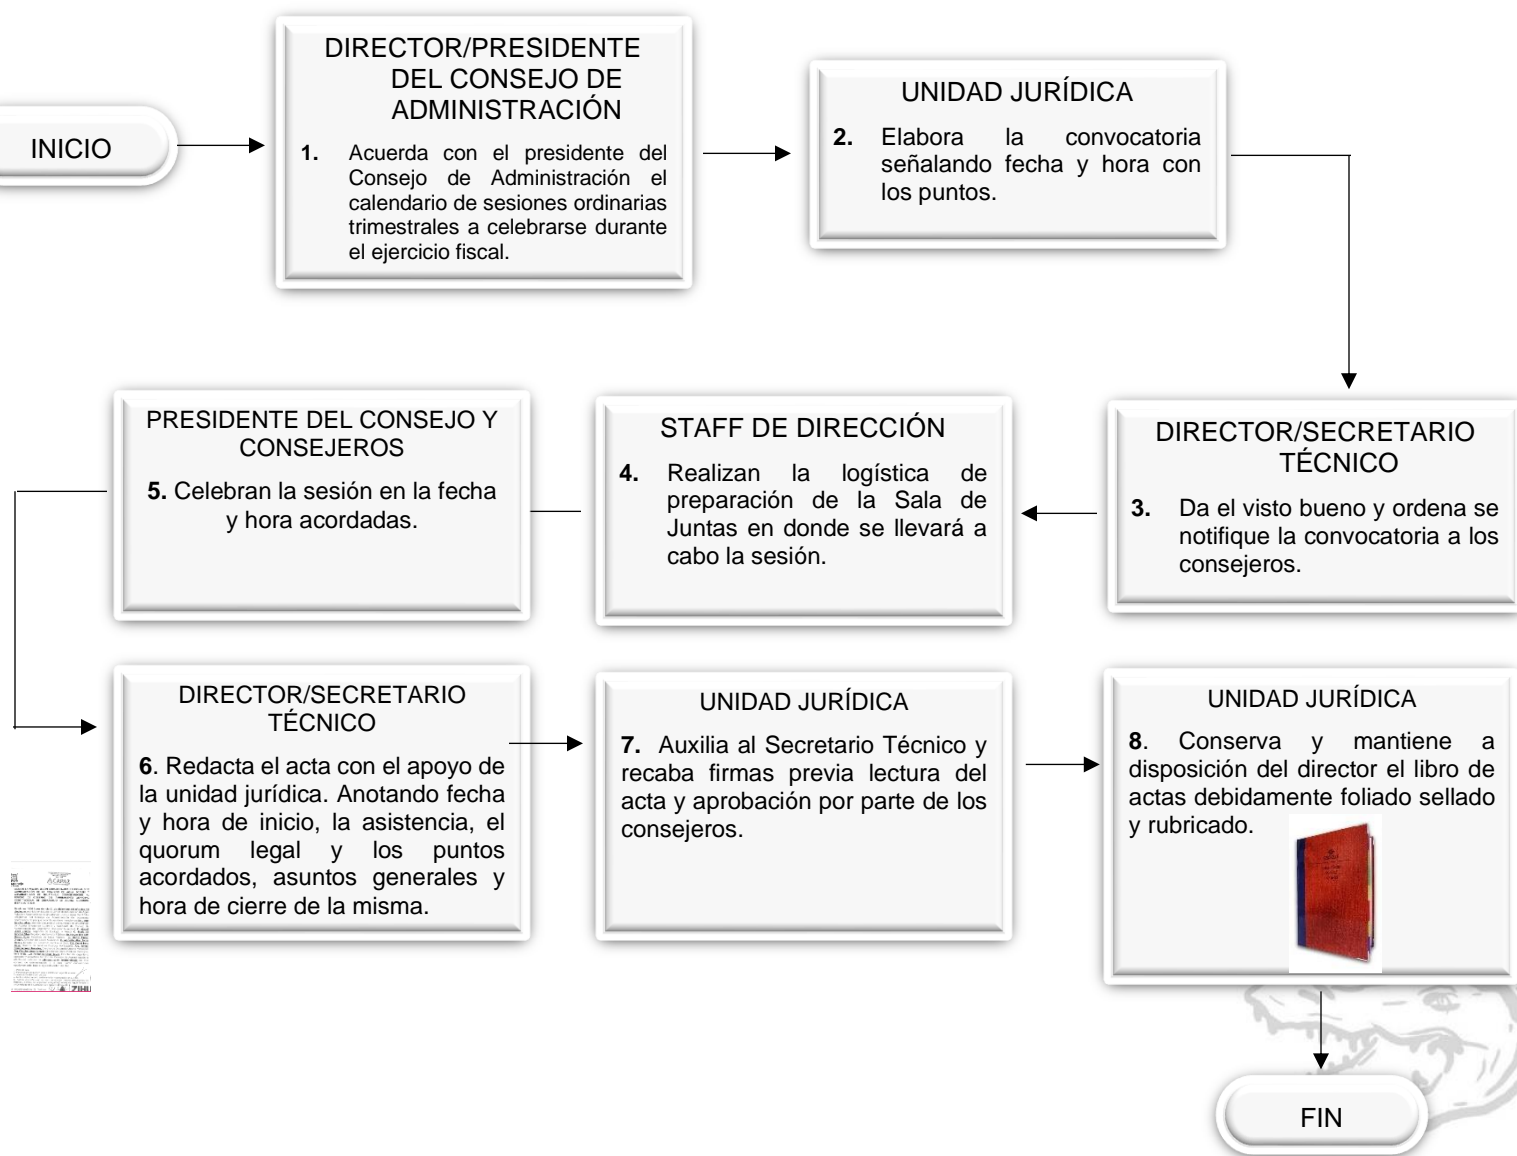 INICIO
DIRECTOR/PRESIDENTE
DEL CONSEJO DE
ADMINISTRACIÓN
1. Acuerda con el presidente del
Consejo de Administración el
calendario de sesiones ordinarias
trimestrales a celebrarse durante
el ejercicio fiscal.
UNIDAD JURÍDICA
2. Elabora la convocatoria
señalando fecha y hora con
los puntos.
DIRECTOR/SECRETARIO
TÉCNICO
3. Da el visto bueno y ordena se
notifique la convocatoria a los
consejeros.
STAFF DE DIRECCIÓN
4. Realizan la logística de
preparación de la Sala de
Juntas en donde se llevará a
cabo la sesión.
PRESIDENTE DEL CONSEJO Y
CONSEJEROS
5. Celebran la sesión en la fecha
y hora acordadas.
DIRECTOR/SECRETARIO
TÉCNICO
6. Redacta el acta con el apoyo de
la unidad jurídica. Anotando fecha
y hora de inicio, la asistencia, el
quorum legal y los puntos
acordados, asuntos generales y
hora de cierre de la misma.
UNIDAD JURÍDICA
7. Auxilia al Secretario Técnico y
recaba firmas previa lectura del
acta y aprobación por parte de los
consejeros.
UNIDAD JURÍDICA
8. Conserva y mantiene a
disposición del director el libro de
actas debidamente foliado sellado
y rubricado.
FIN